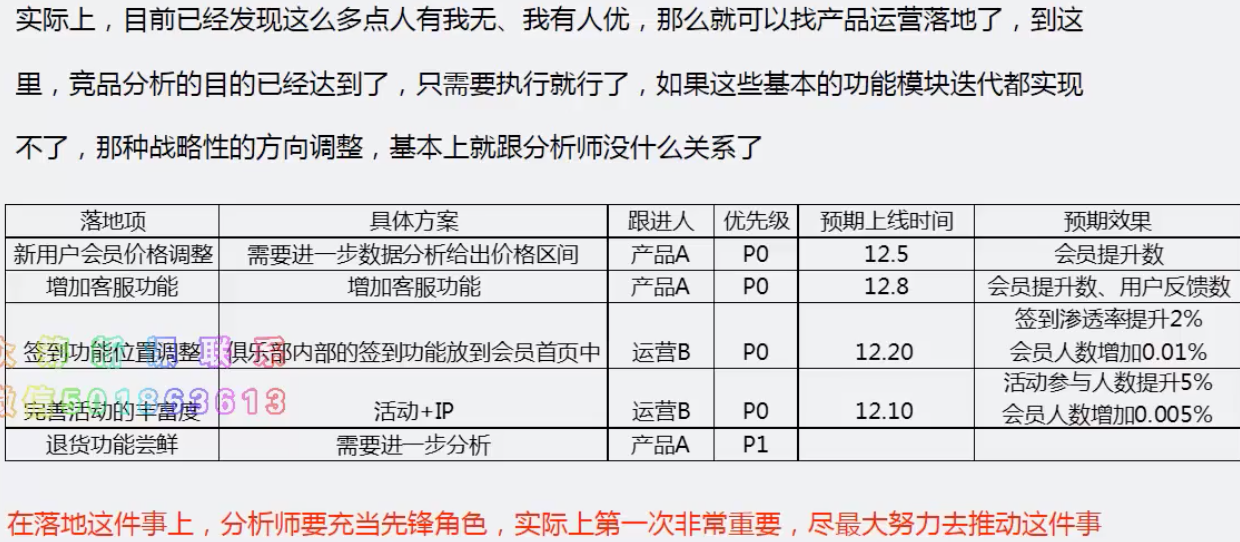 实际上，目前已经发现这么多点人有我无、我有人优，那么就可以找产品运营落地了，到这
里，竞品分析的目的已经达到了，只需要执行就行了，如果这些基本的功能模块迭代都实现
不了，那种战略性的方向调整，基本上就跟分析师没什么关系了
落地项 具体方案 跟进人 优先级 预期上线时间 预期效果
新用户会员价格调整 需要进一步数据分析给出价格区间 产品A P0 12.5 会员提升数
增加客服功能 增加客服功能 产品A P0 12.8 会员提升数、用户反馈数
签到功能位置调整 俱乐部内部的签到功能放到会员首页中 运营B P0 12.20 签到渗透率提升2%
会员人数增加0.01%
完善活动的丰富度 活动+IP 运营B P0 12.10 活动参与人数提升5%
会员人数增加0.005%
退货功能尝鲜 需要进一步分析 产品A P1
在落地这件事上，分析师要充当先锋角色，实际上第一次非常重要，尽最大努力去推动这件事